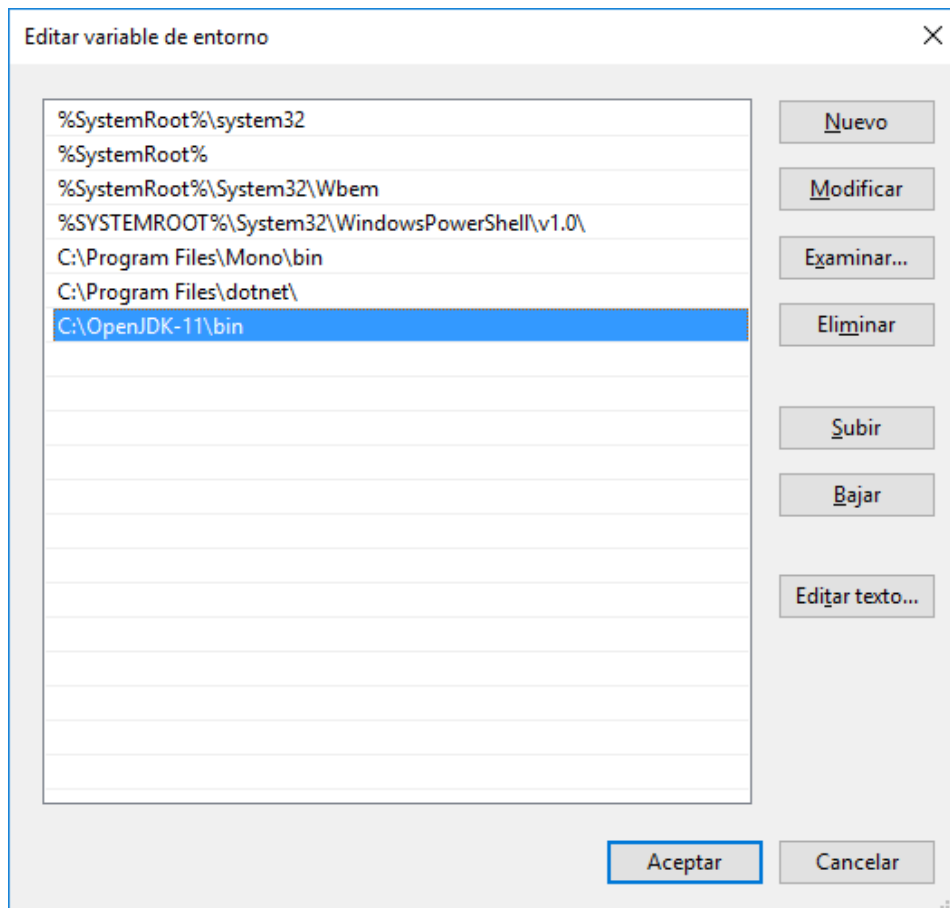 Editar variable de entorno
%SystemRoot%\system32
%SystemRoot%
%SystemRoot%\System32\Wbem
%SYSTEMROOT%\System32\WindowsPowerShell\v1.0\
C:\Program Files\Mono\bin
C:\Program Files\dotnet\
C:\OpenJDK-11\bin
Nuevo
Modificar
Examinar...
Eliminar
Subir
Bajar
Editar texto...
Aceptar
Cancelar